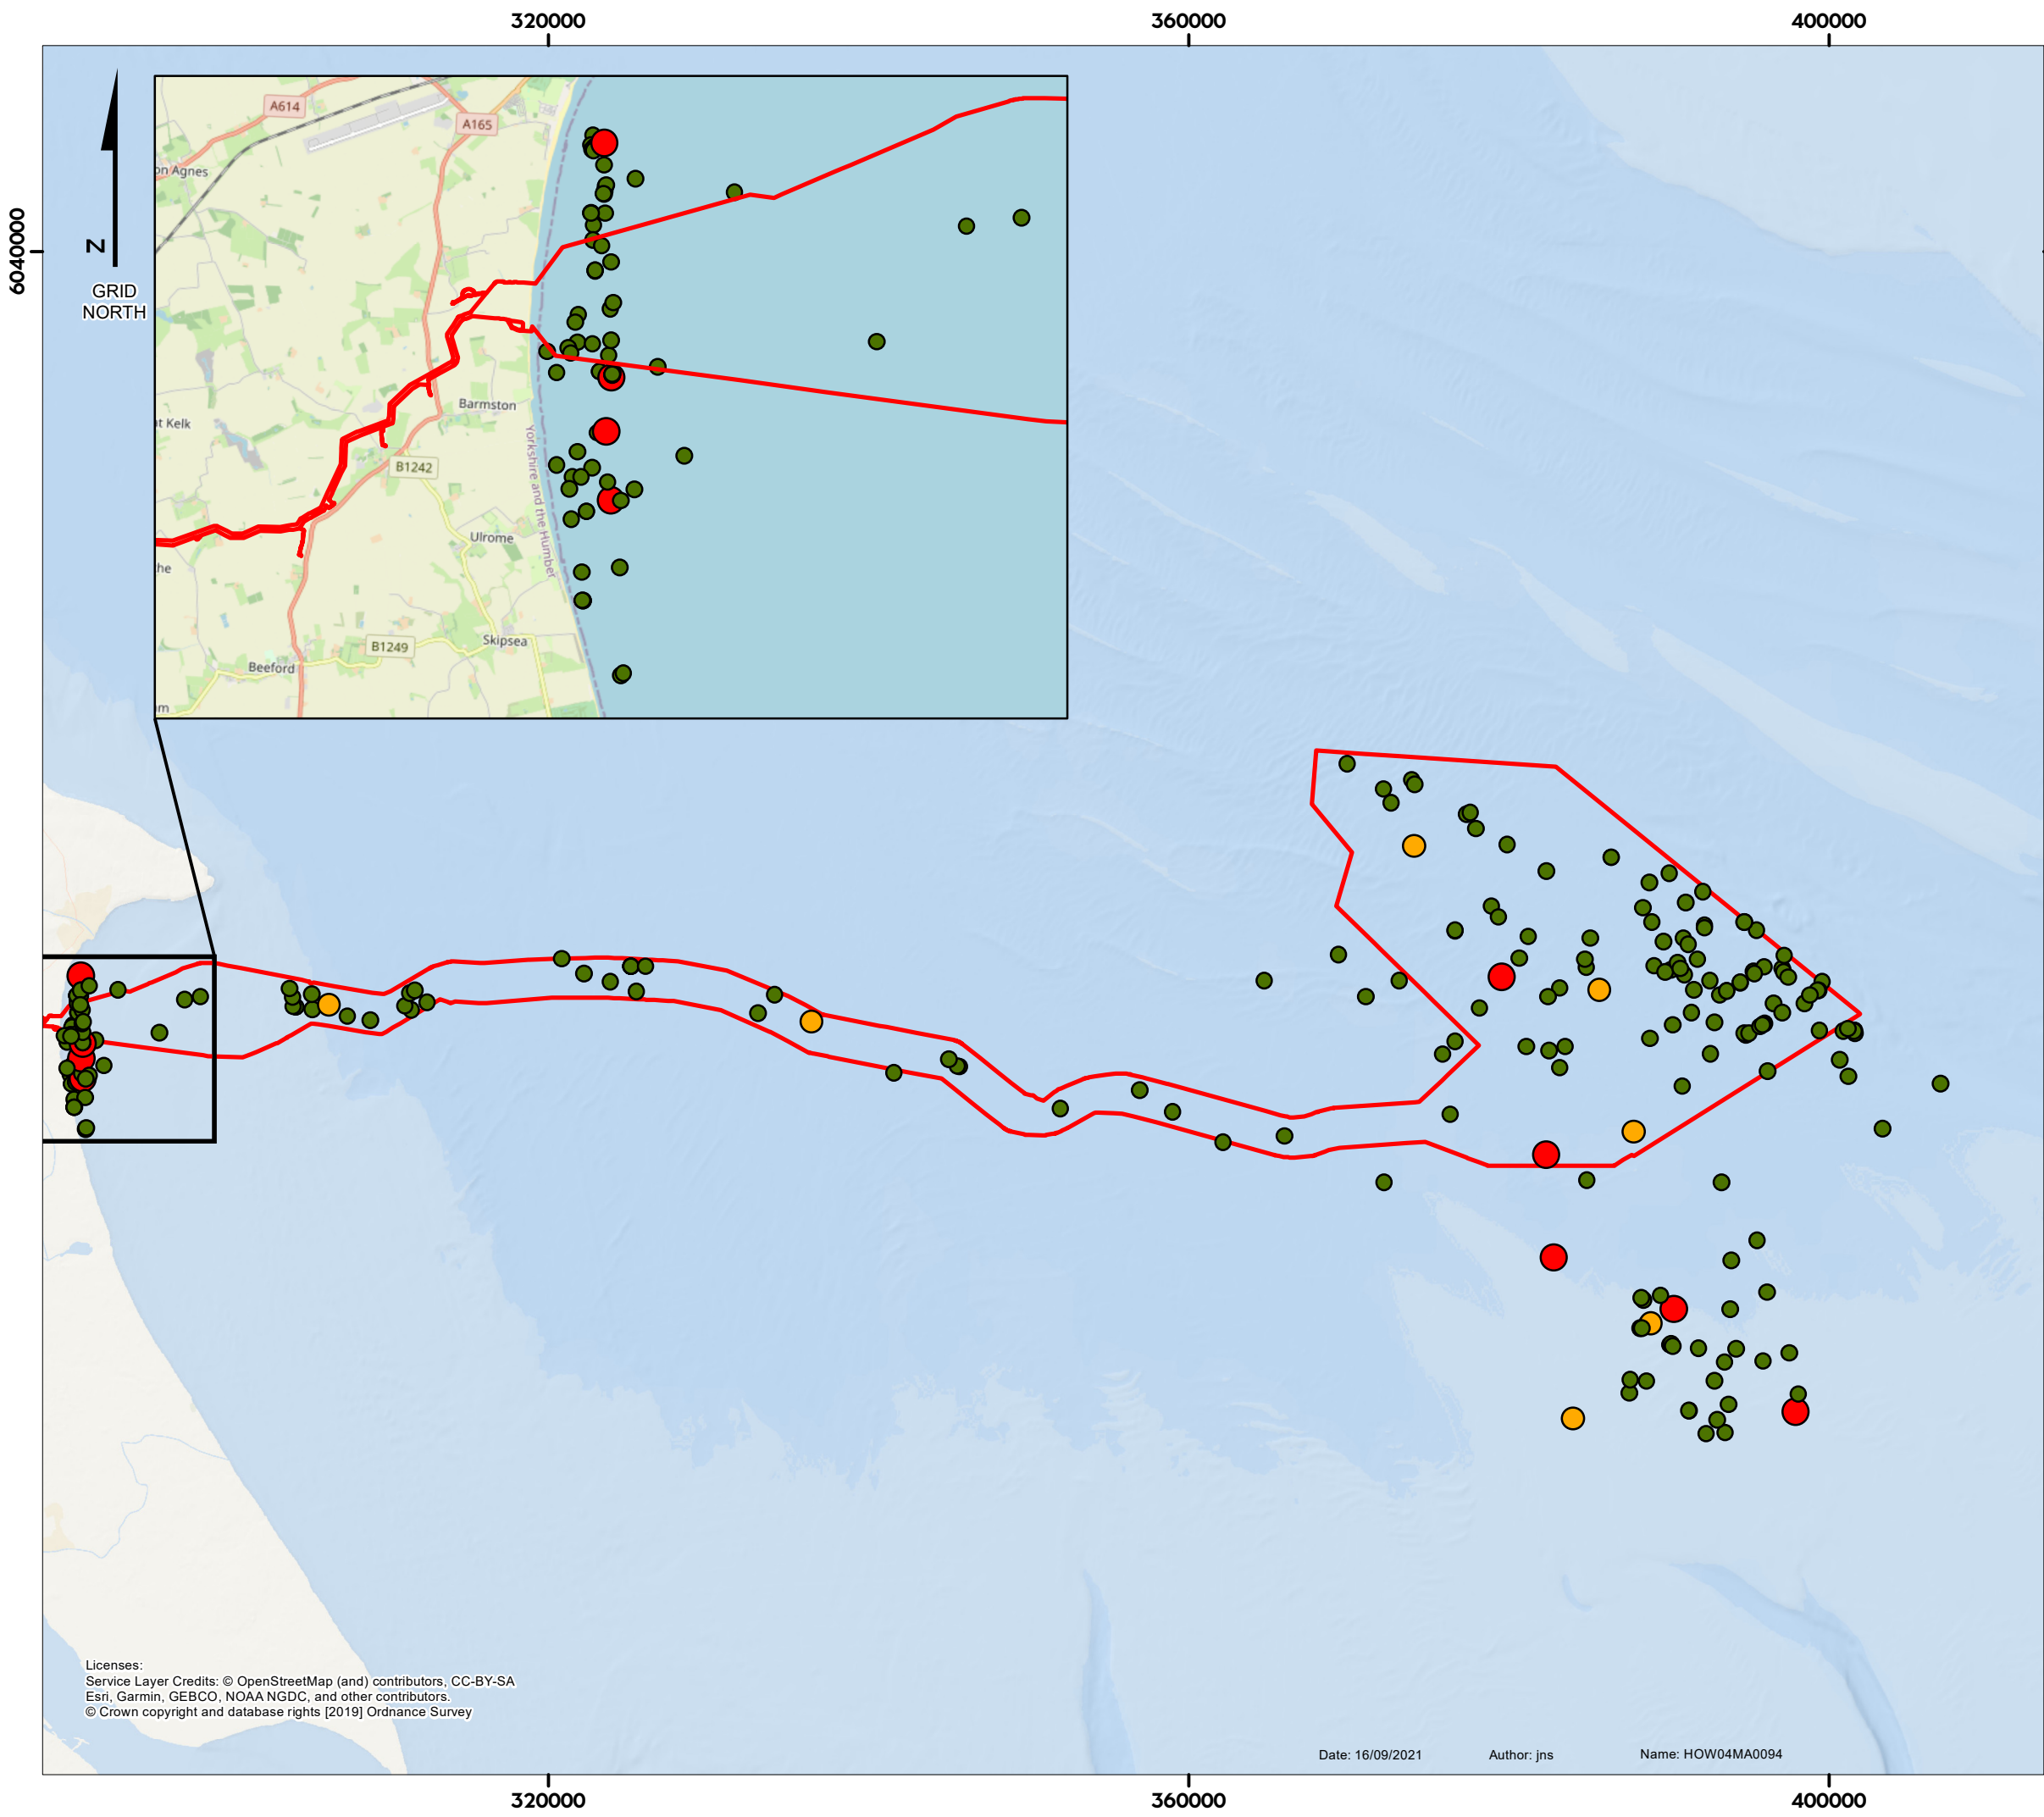 320000
360000
400000
6040000
N
GRID
NORTH
A614
A165
on Agnes
Barmston
at Kelk
B1242
Yorkshire and the Humber
Ulrome
the
B1249
Skipsea
Beeford
am
Licenses:
Service Layer Credits: © OpenStreetMap (and) contributors, CC-BY-SA
Esri, Garmin, GEBCO, NOAA NGDC, and other contributors.
© Crown copyright and database rights [2019] Ordnance Survey
Date: 16/09/2021 Author: jns Name: HOW04MA0094
320000
360000
400000